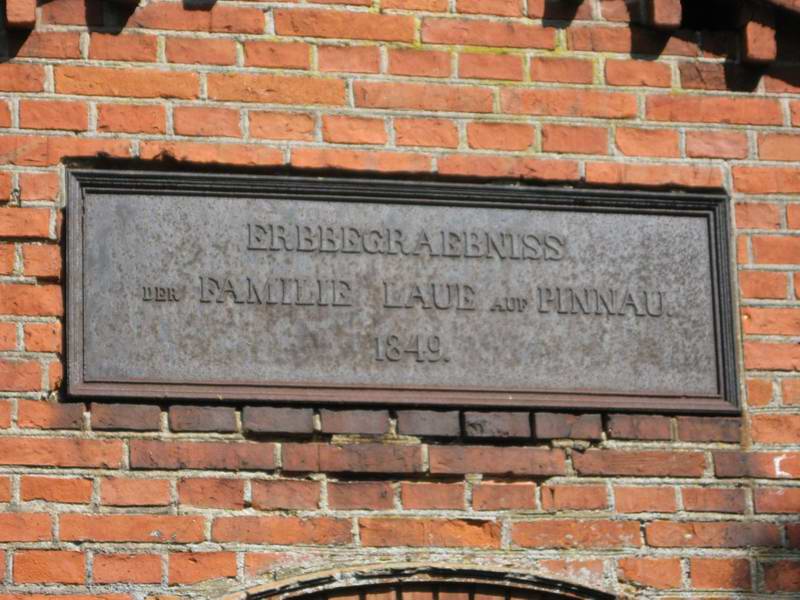 ERBBEGRAEBNISS
DER FAMILIE LAUE AUF PINNAU.
1849.